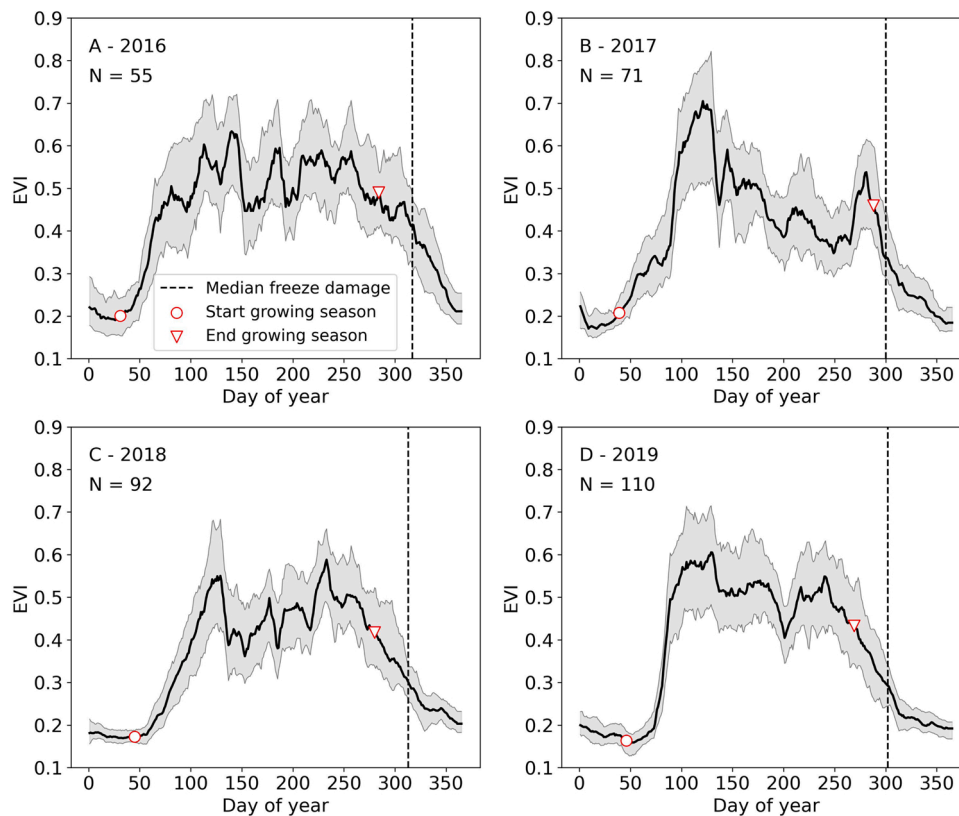 0.9
0.8
0.7
0.6
0.5
0.4
0.3
0.2
0.1
EVI
A - 2016
N = 55
Median freeze damage
Start growing season
End growing season
0 50 100 150 200 250 300 350
Day of year
0.9
0.8
0.7
0.6
0.5
0.4
0.3
0.2
0.1
EVI
B - 2017
N = 71
0 50 100 150 200 250 300 350
Day of year
0.9
0.8
0.7
0.6
0.5
0.4
0.3
0.2
0.1
EVI
C - 2018
N = 92
0 50 100 150 200 250 300 350
Day of year
0.9
0.8
0.7
0.6
0.5
0.4
0.3
0.2
0.1
EVI
D - 2019
N = 110
0 50 100 150 200 250 300 350
Day of year